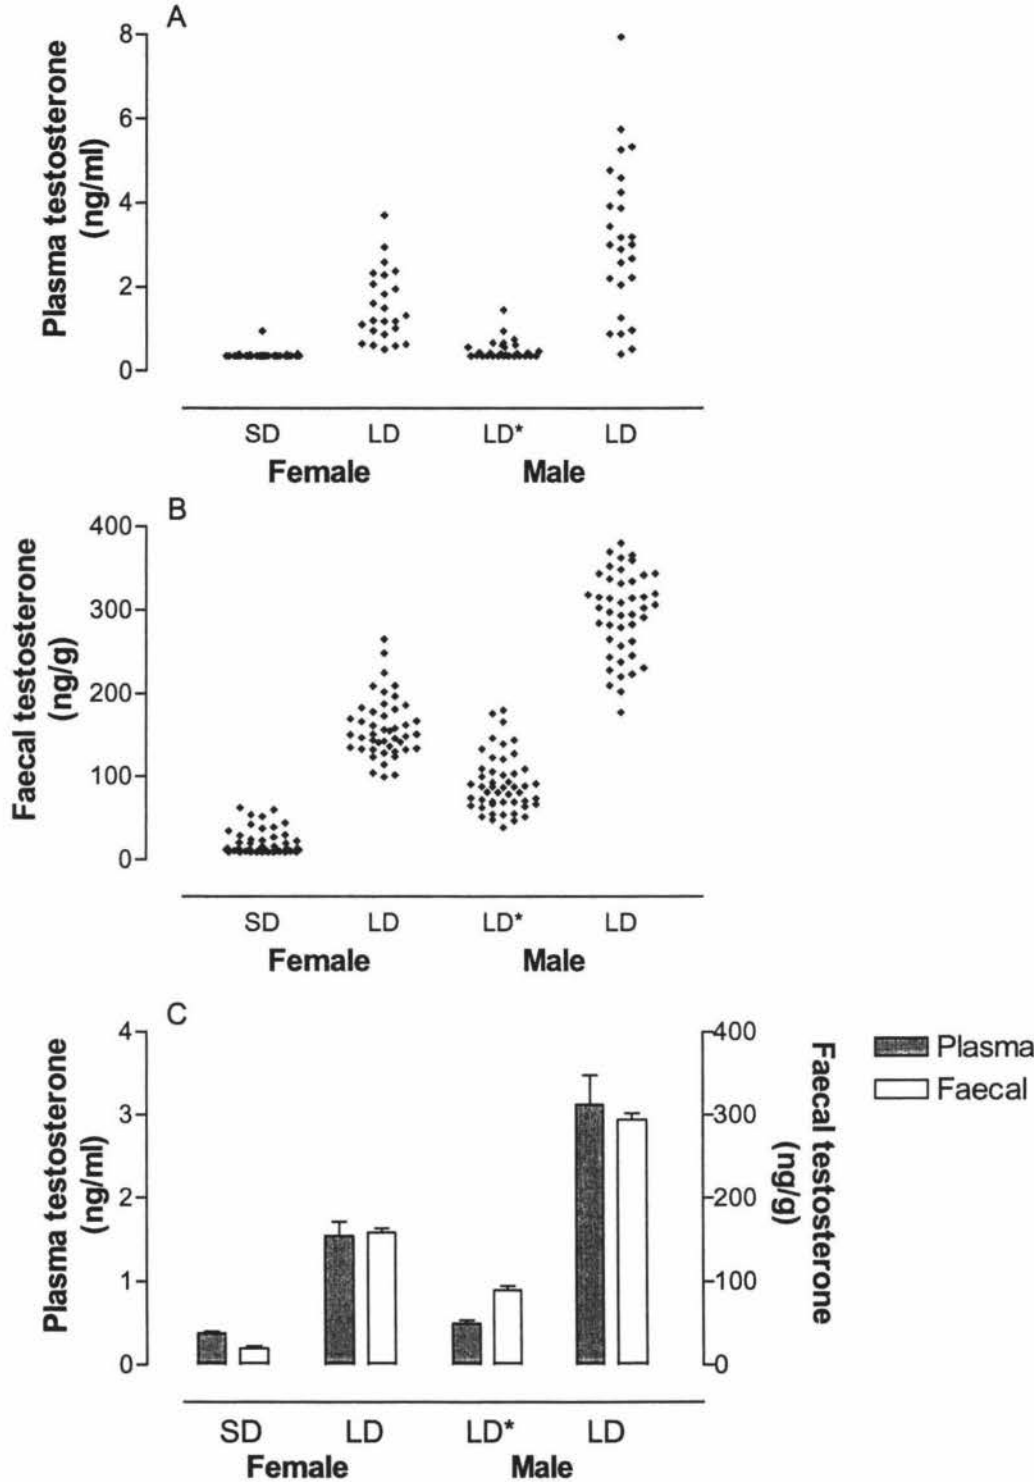 A
Plasma testosterone
(ng/ml)
8
6
4
2
0
SD LD LD* LD
Female Male
B
Faecal testosterone
(ng/g)
400
300
200
100
0
SD LD LD* LD
Female Male
C
Plasma testosterone
(ng/ml)
4
3
2
1
0
400
300
200
100
0
Faecal testosterone
(ng/g)
Plasma
Faecal
SD LD LD* LD
Female Male